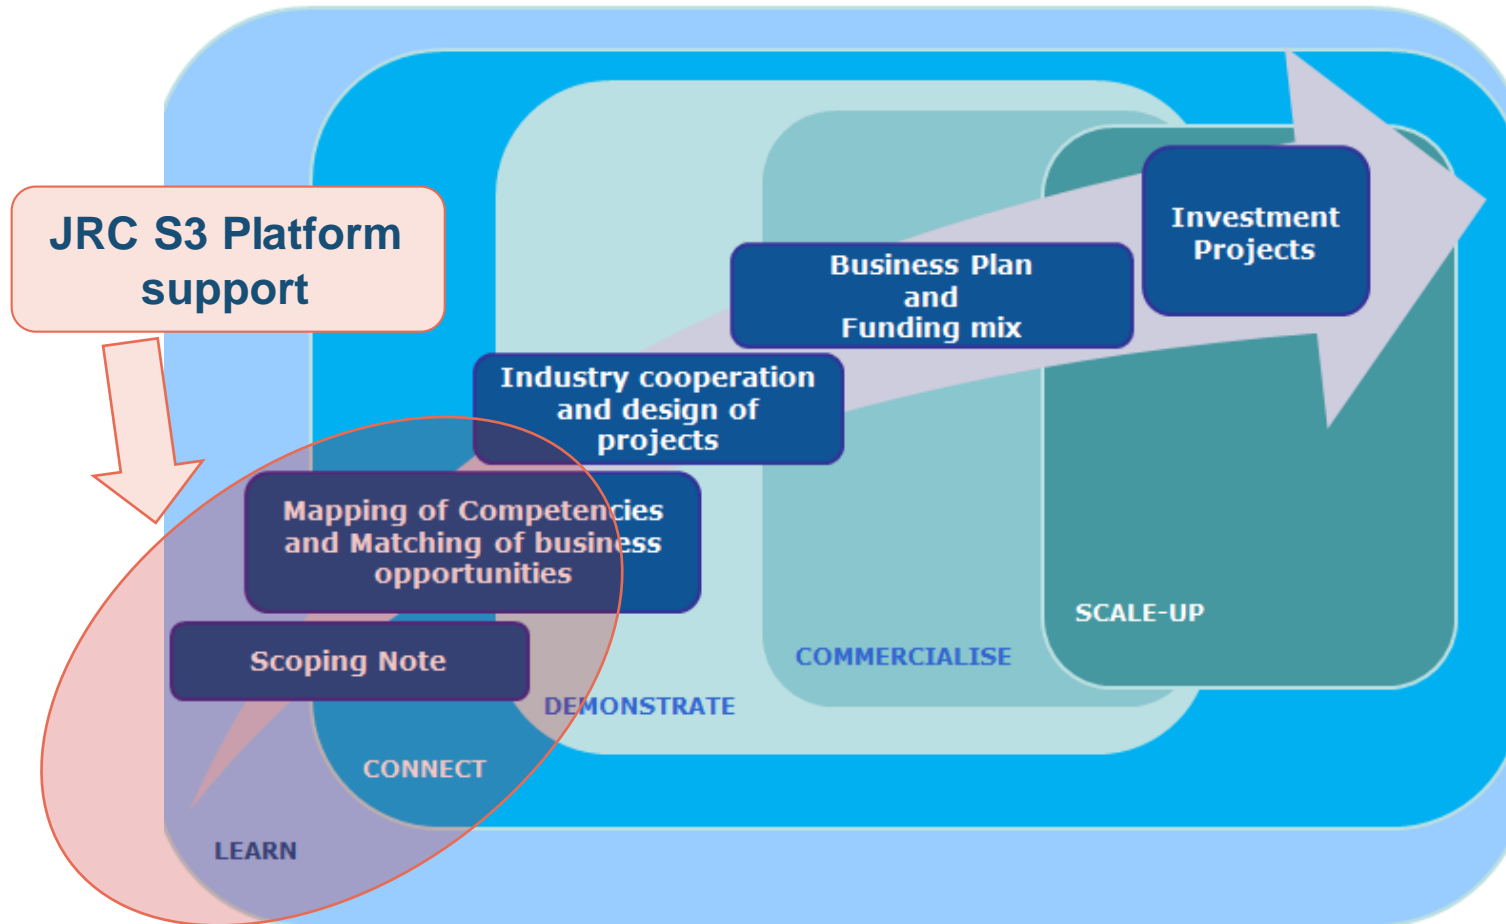 JRC S3 Platform
support
Investment
Projects
Business Plan
and
Funding mix
Industry cooperation
and design of
projects
Mapping of Competencies
and Matching of business
opportunities
Scoping Note
SCALE-UP
COMMERCIALISE
DEMONSTRATE
CONNECT
LEARN